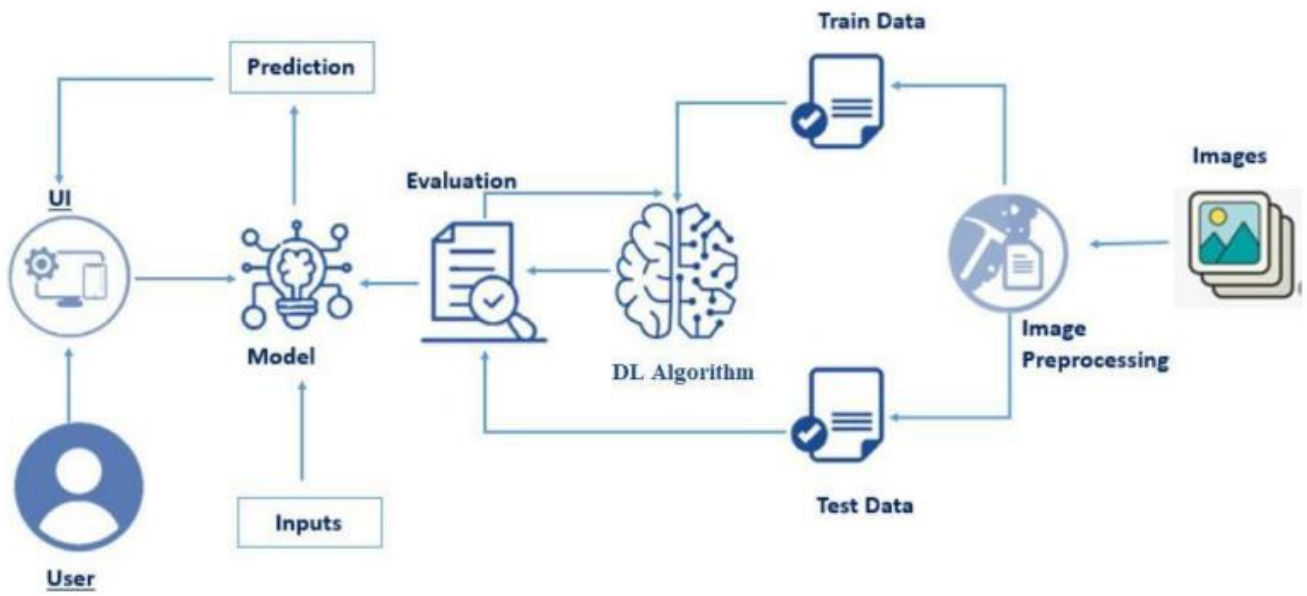 Train Data
Prediction
Images
Evaluation
UI
Image
Preprocessing
Model
DL Algorithm
Test Data
Inputs
User